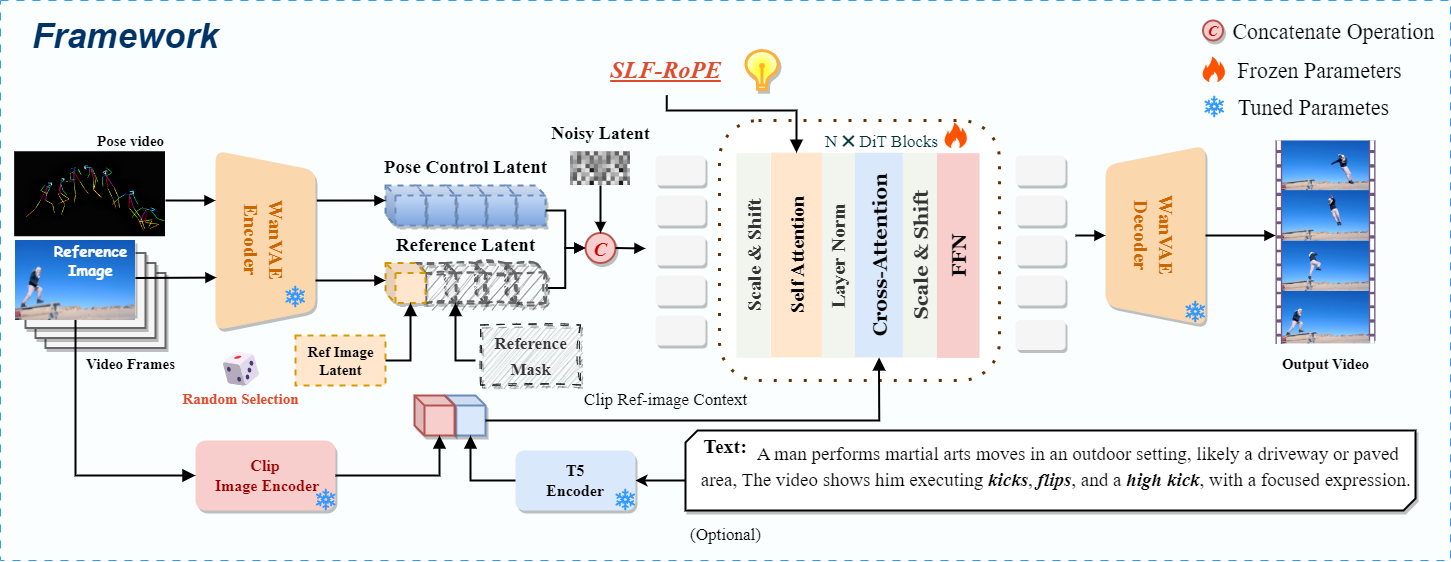 Framework
C Concatenate Operation
Frozen Parameters
Tuned Parametes
SLF-RoPE
Pose video
Reference
Image
Video Frames
Random Selection
WanVAE
Encoder
Pose Control Latent
Reference Latent
Ref Image
Latent
Reference
Mask
Noisy Latent
C
N × DiT Blocks
Scale & Shift
Self Attention
Layer Norm
Cross-Attention
Scale & Shift
FFN
WanVAE
Decoder
Output Video
Clip Ref-image Context
Clip
Image Encoder
T5
Encoder
Text: A man performs martial arts moves in an outdoor setting, likely a driveway or paved
area, The video shows him executing kicks, flips, and a high kick, with a focused expression.
(Optional)